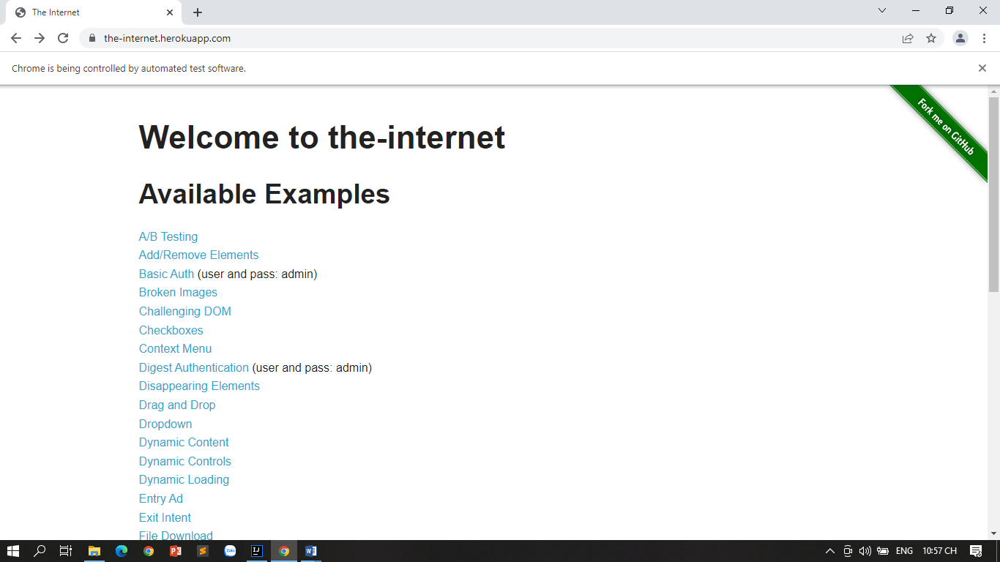 The Internet
the-internet.herokuapp.com
Chrome is being controlled by automated test software.
Fork me on GitHub
Welcome to the-internet
Available Examples
A/B Testing
Add/Remove Elements
Basic Auth (user and pass: admin)
Broken Images
Challenging DOM
Checkboxes
Context Menu
Digest Authentication (user and pass: admin)
Disappearing Elements
Drag and Drop
Dropdown
Dynamic Content
Dynamic Controls
Dynamic Loading
Entry Ad
Exit Intent
File Download
Zalo
ENG 10:57 CH